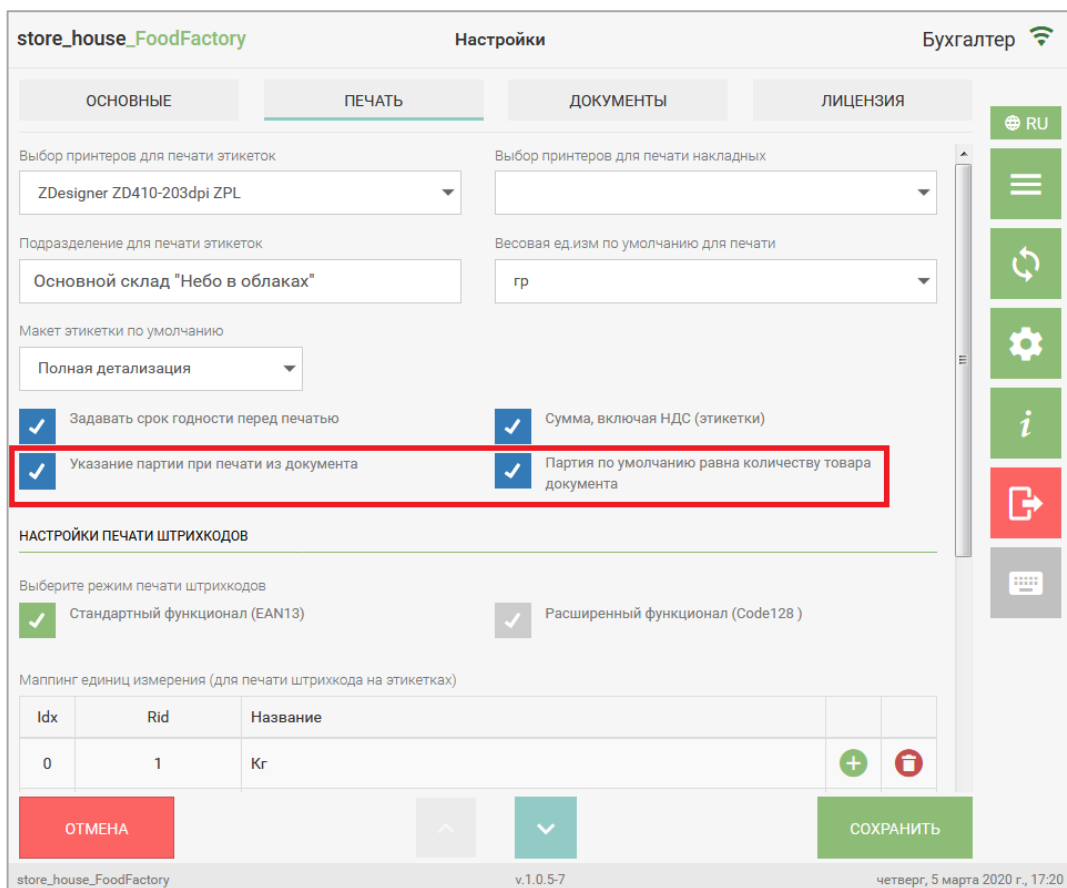 store_house_FoodFactory
Настройки
Бухгалтер
ОСНОВНЫЕ
ПЕЧАТЬ
ДОКУМЕНТЫ
ЛИЦЕНЗИЯ
RU
Выбор принтеров для печати этикеток
Выбор принтеров для печати накладных
ZDesigner ZD410-203dpi ZPL
Подразделение для печати этикеток
Весовая ед.изм по умолчанию для печати
Основной склад "Небо в облаках"
гр
Макет этикетки по умолчанию
Полная детализация
Задавать срок годности перед печатью
Сумма, включая НДС (этикетки)
Указание партии при печати из документа
Партия по умолчанию равна количеству товара
документа
НАСТРОЙКИ ПЕЧАТИ ШТРИХКОДОВ
Выберите режим печати штрихкодов
Стандартный функционал (EAN13)
Расширенный функционал (Code128 )
Маппинг единиц измерения (для печати штрихкода на этикетках)
Idx
Rid
Название
0
1
Кг
ОТМЕНА
СОХРАНИТЬ
store_house_FoodFactory
v.1.0.5-7
четверг, 5 марта 2020 г., 17:20